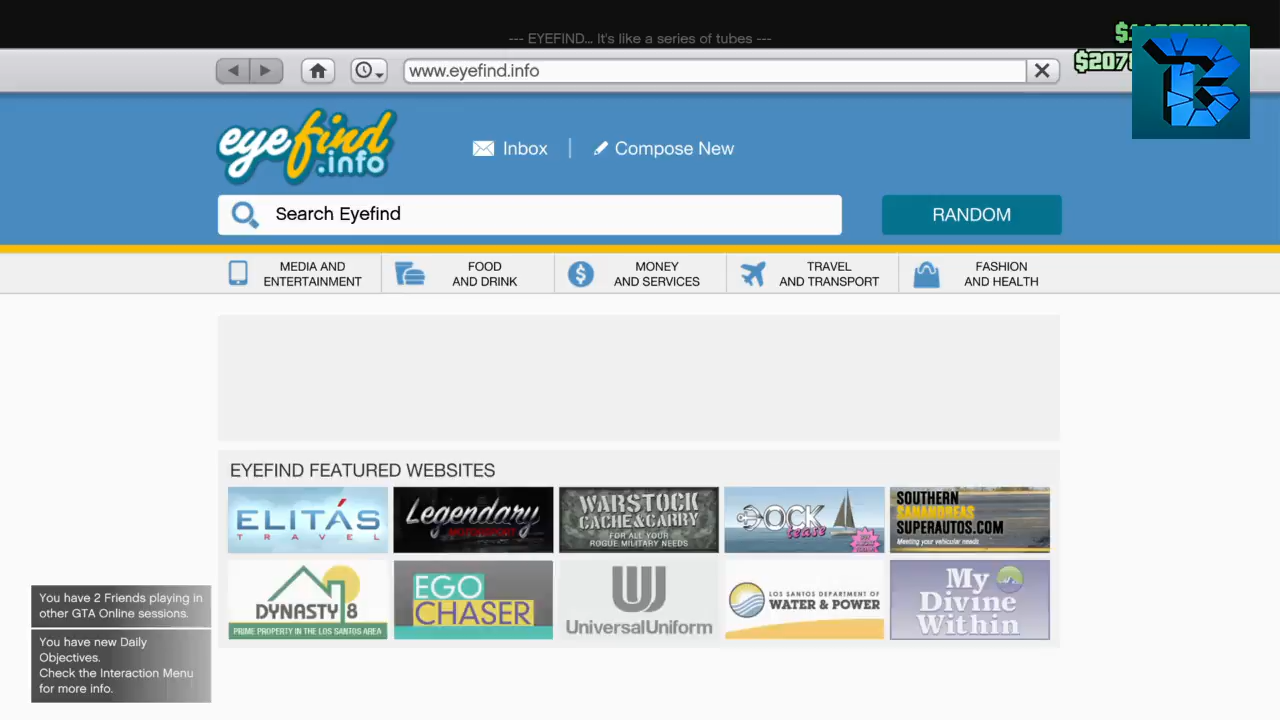 --- EYEFIND... It's like a series of tubes ---
www.eyefind.info
eyefind
.info
Inbox
Compose New
Search Eyefind
RANDOM
MEDIA AND
ENTERTAINMENT
FOOD
AND DRINK
MONEY
AND SERVICES
TRAVEL
AND TRANSPORT
FASHION
AND HEALTH
EYEFIND FEATURED WEBSITES
ELITÁS
TRAVEL
Legendary
MOTORSPORT
WARSTOCK
CACHE&CARRY
FOR ALL YOUR
ROGUE MILITARY NEEDS
DOCK
tease
SOUTHERN
SANANDREAS
SUPERAUTOS.COM
Meeting your vehicular needs
DYNASTY 8
PRIME PROPERTY IN THE LOS SANTOS AREA
EGO
CHASER
UniversalUniform
LOS SANTOS DEPARTMENT OF
WATER & POWER
My
Divine
Within
You have 2 Friends playing in
other GTA Online sessions.
You have new Daily
Objectives.
Check the Interaction Menu
for more info.